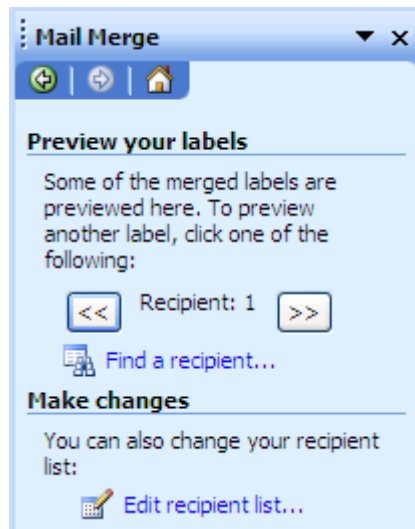 Mail Merge
Preview your labels
Some of the merged labels are
previewed here. To preview
another label, click one of the
following:
<< Recipient: 1 >>
Find a recipient...
Make changes
You can also change your recipient
list:
Edit recipient list...